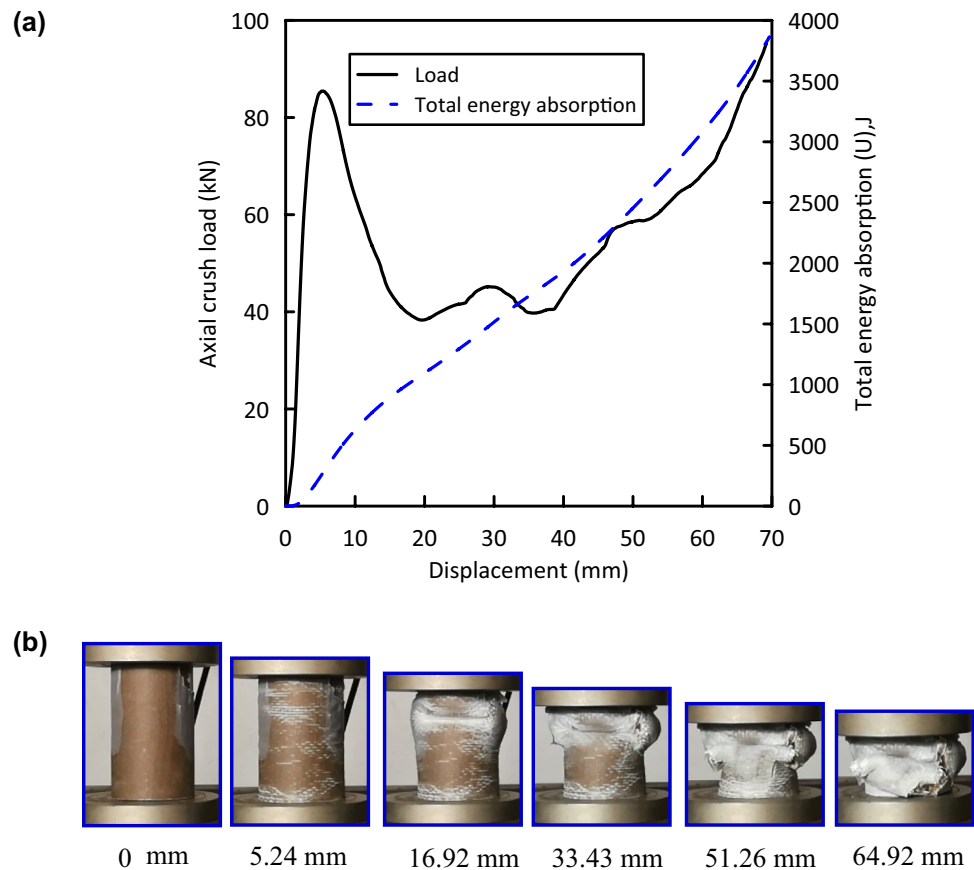 (a)
100
80
60
40
20
0
Axial crush load (kN)
Load
Total energy absorption
4000
3500
3000
2500
2000
1500
1000
500
0
Total energy absorption (U),J
0 10 20 30 40 50 60 70
Displacement (mm)
(b)
0 mm 5.24 mm 16.92 mm 33.43 mm 51.26 mm 64.92 mm